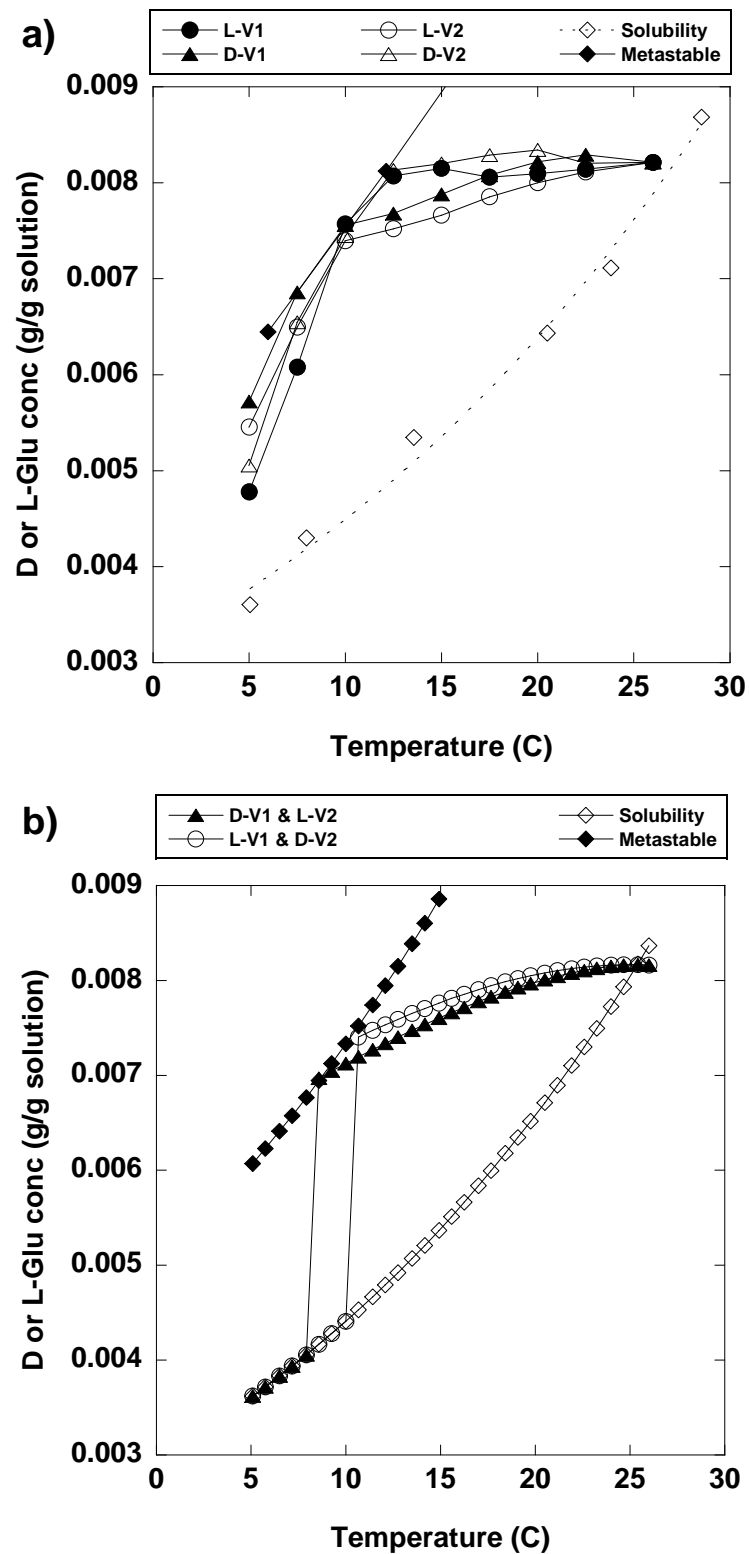 a)
L-V1 L-V2 Solubility
D-V1 D-V2 Metastable
0.009
0.008
0.007
0.006
0.005
0.004
0.003
D or L-Glu conc (g/g solution)
0 5 10 15 20 25 30
Temperature (C)
b)
D-V1 & L-V2 Solubility
L-V1 & D-V2 Metastable
0.009
0.008
0.007
0.006
0.005
0.004
0.003
D or L-Glu conc (g/g solution)
0 5 10 15 20 25 30
Temperature (C)